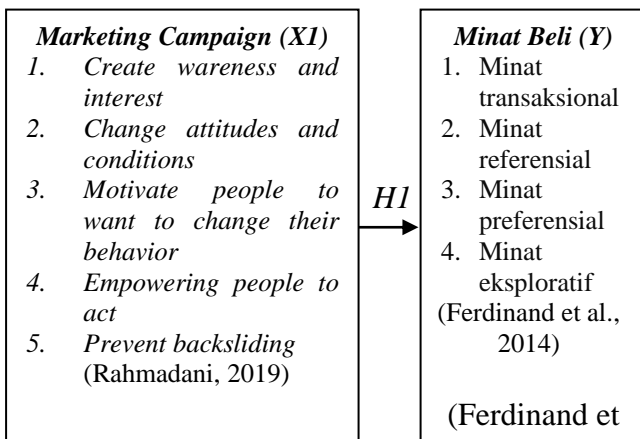 Marketing Campaign (X1)
1. Create wareness and
interest
2. Change attitudes and
conditions
3. Motivate people to
want to change their
behavior
4. Empowering people to
act
5. Prevent backsliding
(Rahmadani, 2019)
H1
Minat Beli (Y)
1. Minat
transaksional
2. Minat
referensial
3. Minat
preferensial
4. Minat
eksploratif
(Ferdinand et al.,
2014)
(Ferdinand et